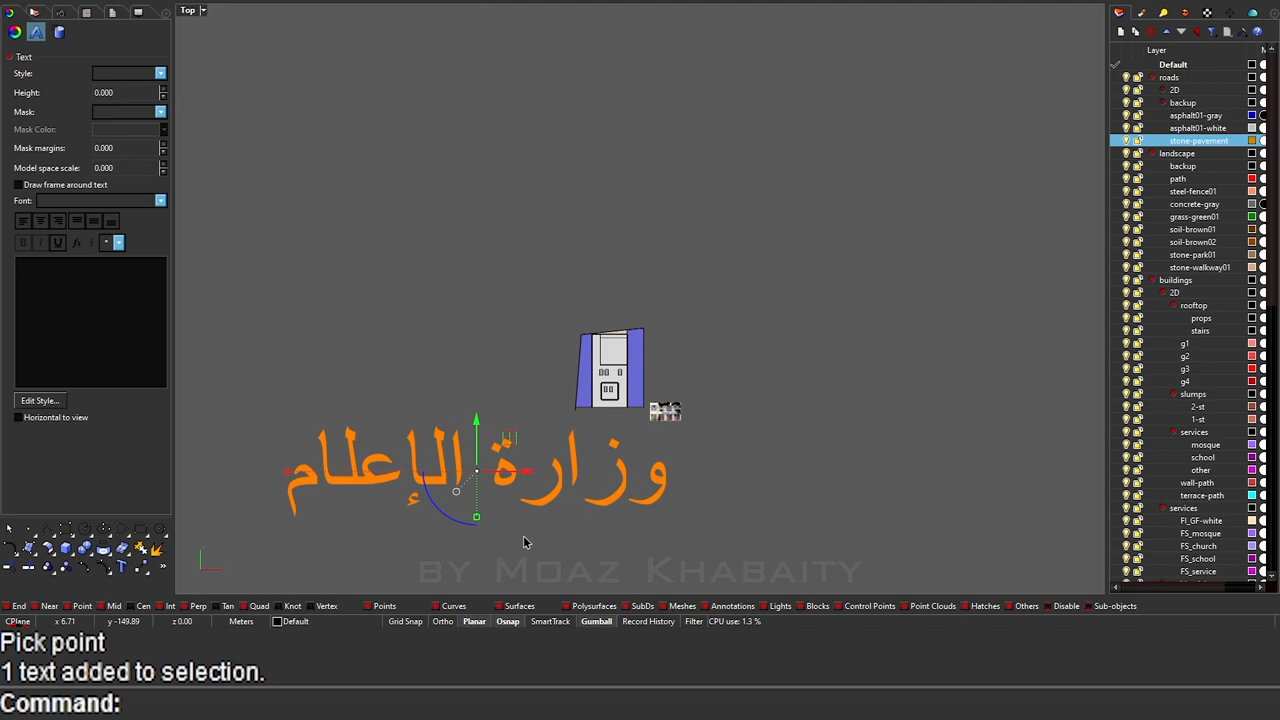 Top
Text
Style:
Height: 0.000
Mask:
Mask Color:
Mask margins: 0.000
Model space scale: 0.000
Draw frame around text
Font:
B I U
Edit Style...
Horizontal to view
وزارة الإعلام
BY MOAZ KHABAITY
Layer
Default
roads
2D
backup
asphalt01-gray
asphalt01-white
stone-pavement
landscape
backup
path
steel-fence01
concrete-gray
grass-green01
soil-brown01
soil-brown02
stone-park01
stone-walkway01
buildings
2D
rooftop
props
stairs
g1
g2
g3
g4
slumps
2-st
1-st
services
mosque
school
other
wall-path
terrace-path
services
FI_GF-white
FS_mosque
FS_church
FS_school
FS_service
End Near Point Mid Cen Int Perp Tan Quad Knot Vertex Points Curves Surfaces Polysurfaces SubDs Meshes Annotations Lights Blocks Control Points Point Clouds Hatches Others Disable Sub-objects
CPlane x 6.71 y -149.89 z 0.00 Meters Default Grid Snap Ortho Planar Osnap SmartTrack Gumball Record History Filter CPU use: 1.3 %
Pick point
1 text added to selection.
Command: